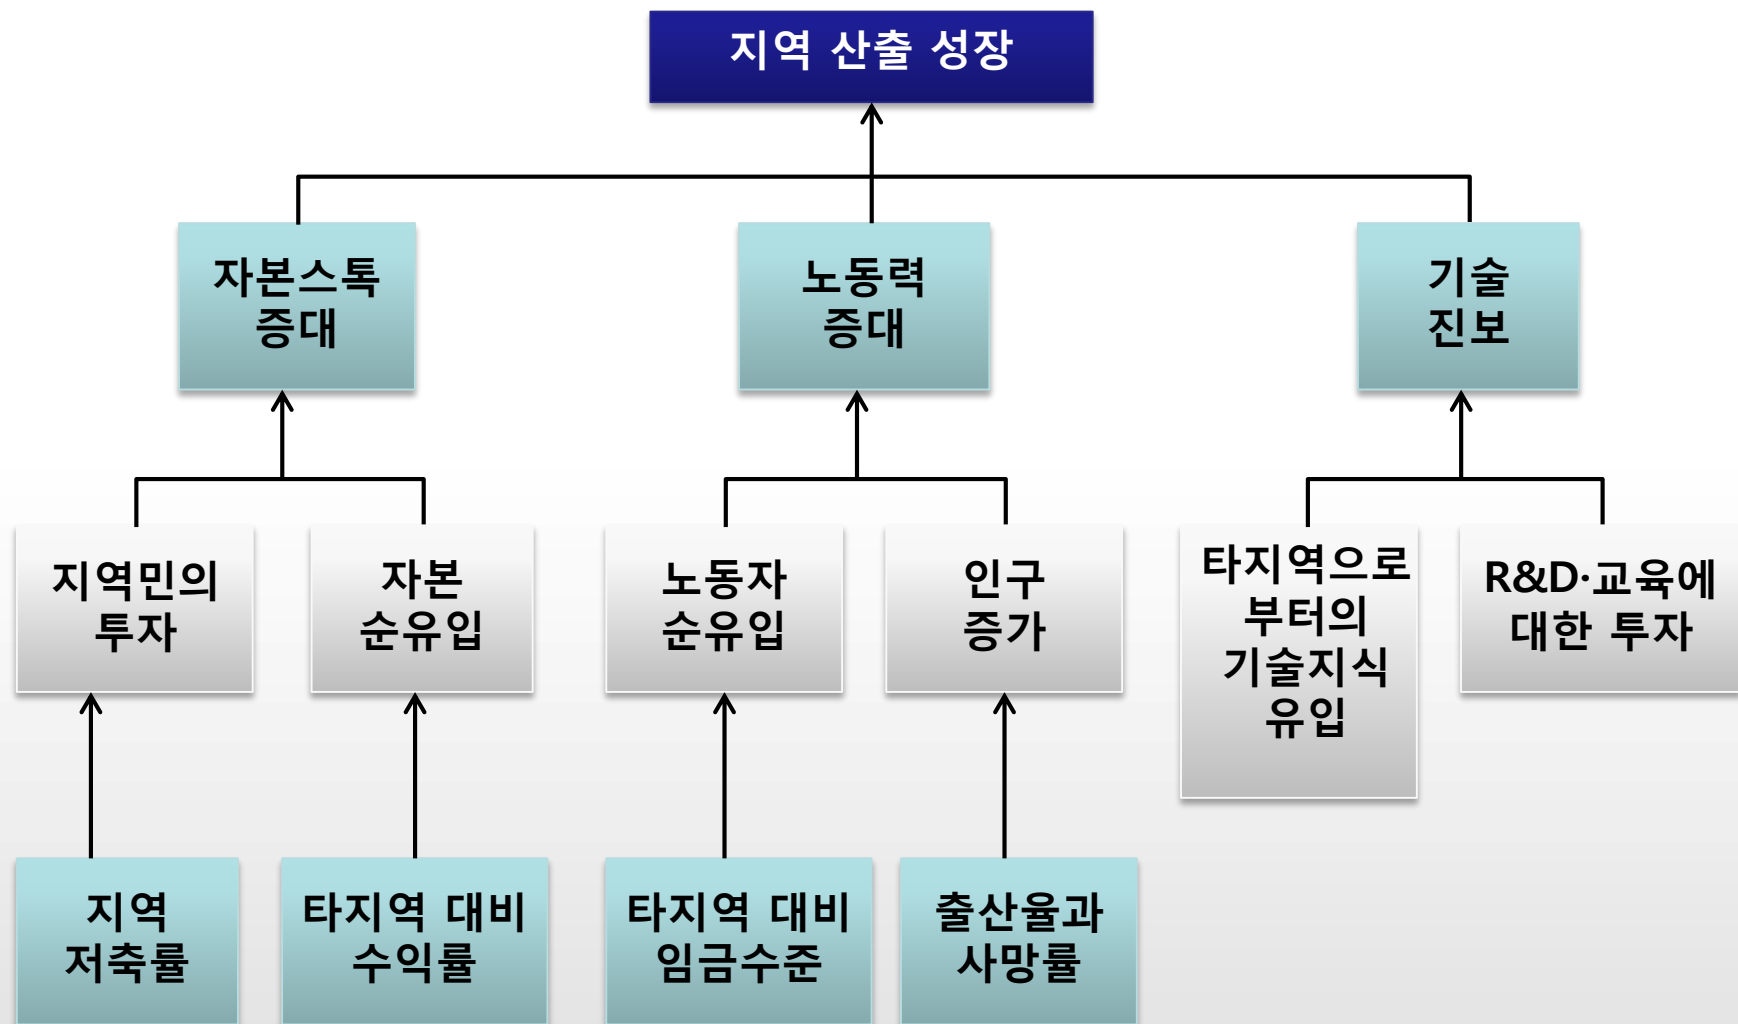 지역 산출 성장
자본스톡
증대
노동력
증대
기술
진보
지역민의
투자
자본
순유입
노동자
순유입
인구
증가
타지역으로
부터의
기술지식
유입
R&D·교육에
대한 투자
지역
저축률
타지역 대비
수익률
타지역 대비
임금수준
출산율과
사망률